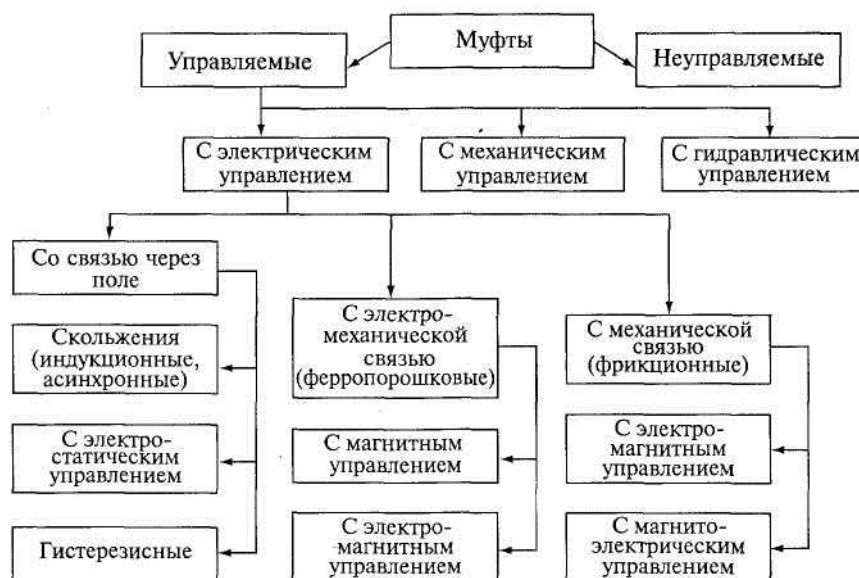 Муфты
Управляемые
Неуправляемые
С электрическим
управлением
С механическим
управлением
С гидравлическим
управлением
Со связью через
поле
Скольжения
(индукционные,
асинхронные)
С электро-
статическим
управлением
Гистерезисные
С электро-
механической
связью
(ферропорошковые)
С магнитным
управлением
С электро-
магнитным
управлением
С механической
связью
(фрикционные)
С электро-
магнитным
управлением
С магнито-
электрическим
управлением